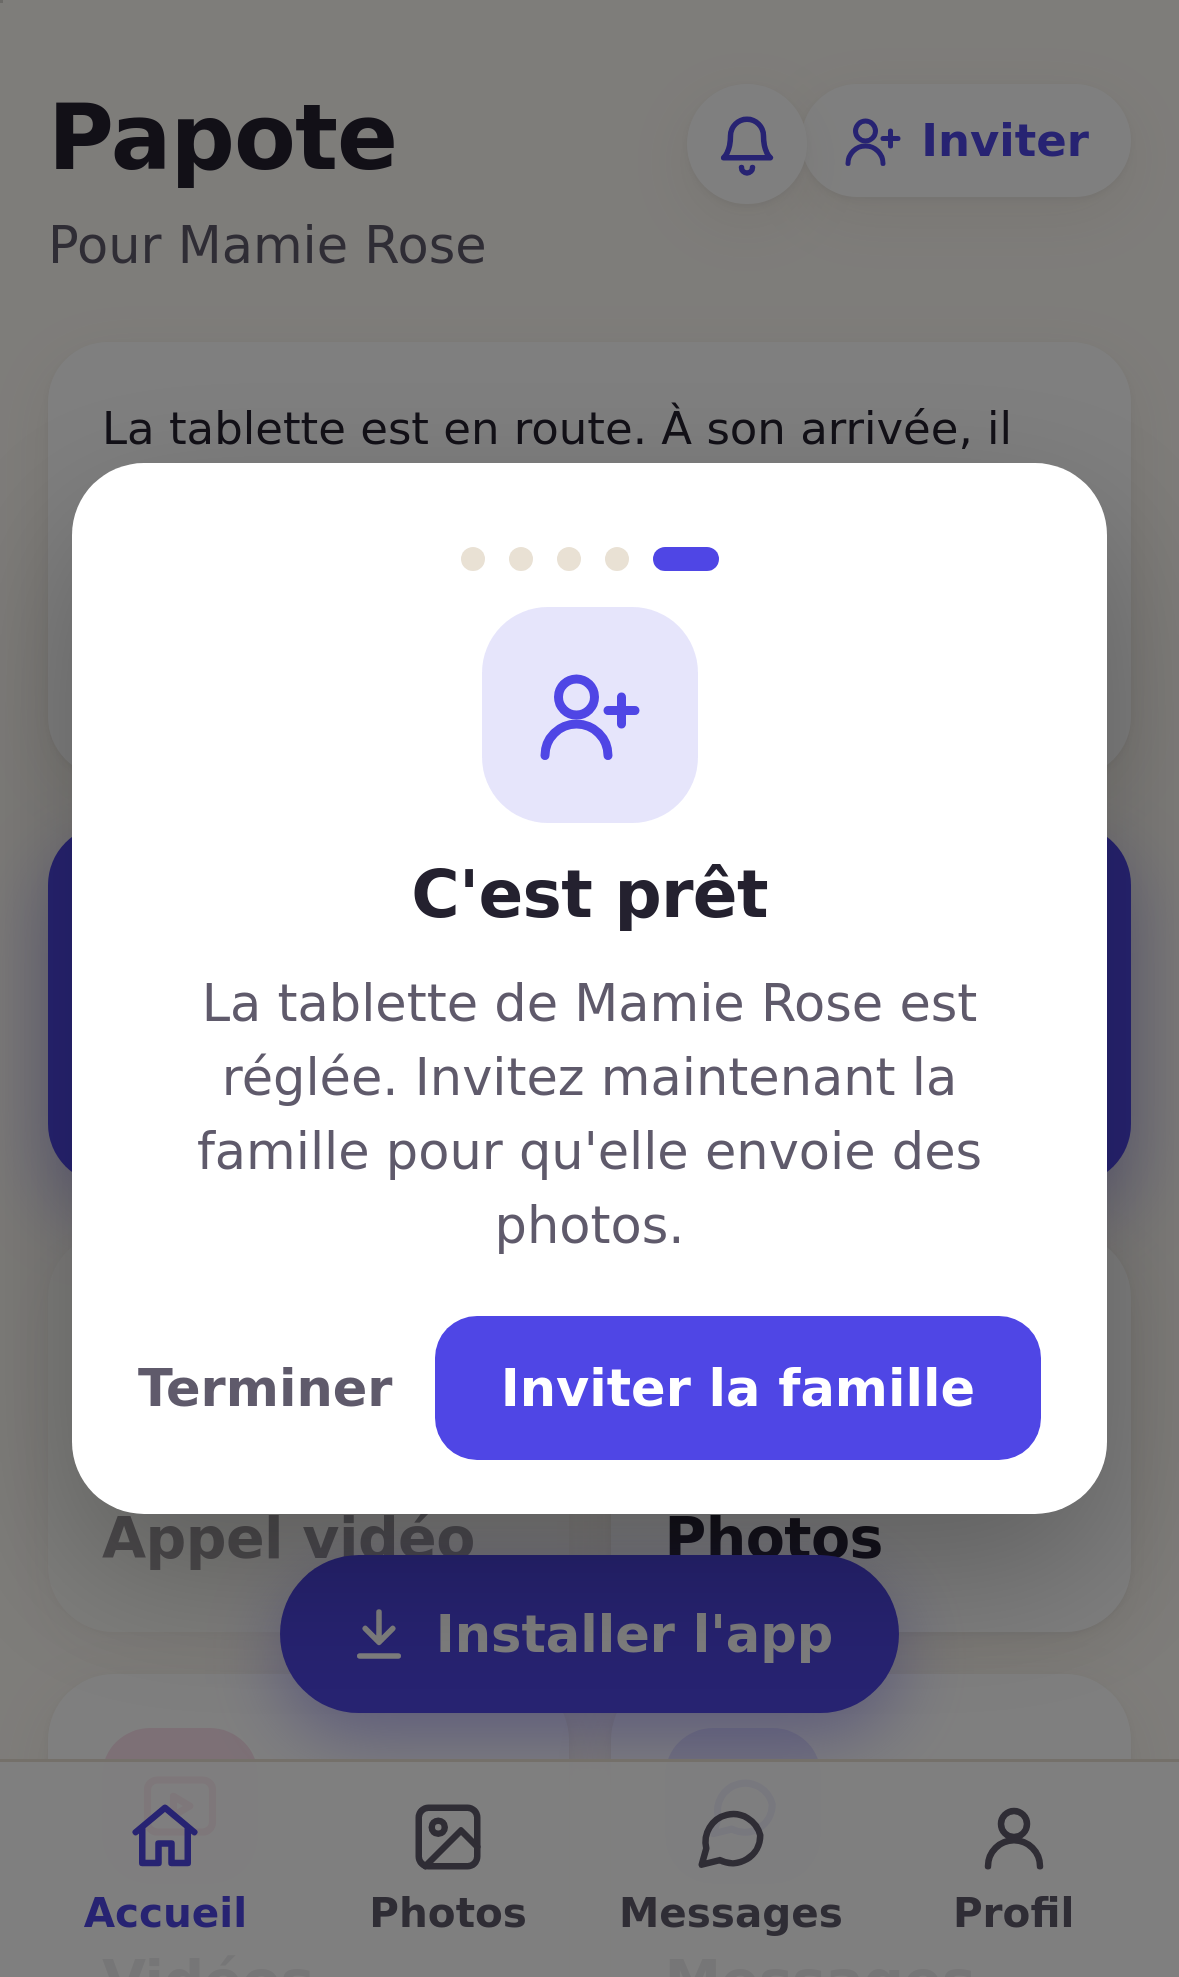 Papote
Inviter
Pour Mamie Rose
La tablette est en route. À son arrivée, il
C'est prêt
La tablette de Mamie Rose est
réglée. Invitez maintenant la
famille pour qu'elle envoie des
photos.
Terminer
Inviter la famille
Appel vidéo
Photos
Installer l'app
Accueil
Photos
Messages
Profil
Vidéos
Messages